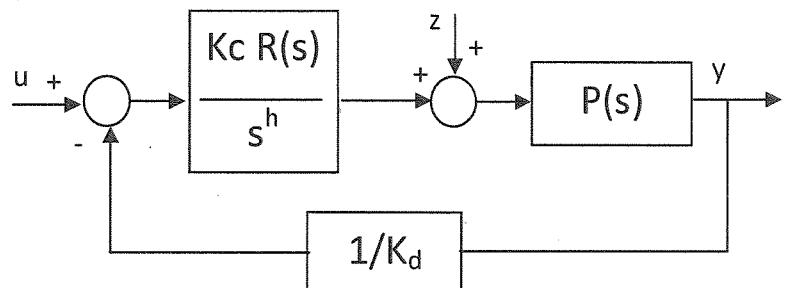 z
+
Kc R(s)
s^h
u +
-
+
P(s)
y
1/K_d